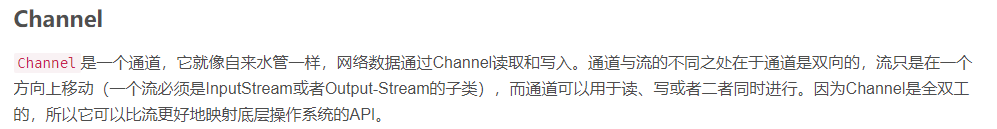 Channel
Channel是一个通道，它就像自来水管一样，网络数据通过Channel读取和写入。通道与流的不同之处在于通道是双向的，流只是在一个
方向上移动（一个流必须是InputStream或者Output-Stream的子类），而通道可以用于读、写或者二者同时进行。因为Channel是全双工
的，所以它可以比流更好地映射底层操作系统的API。